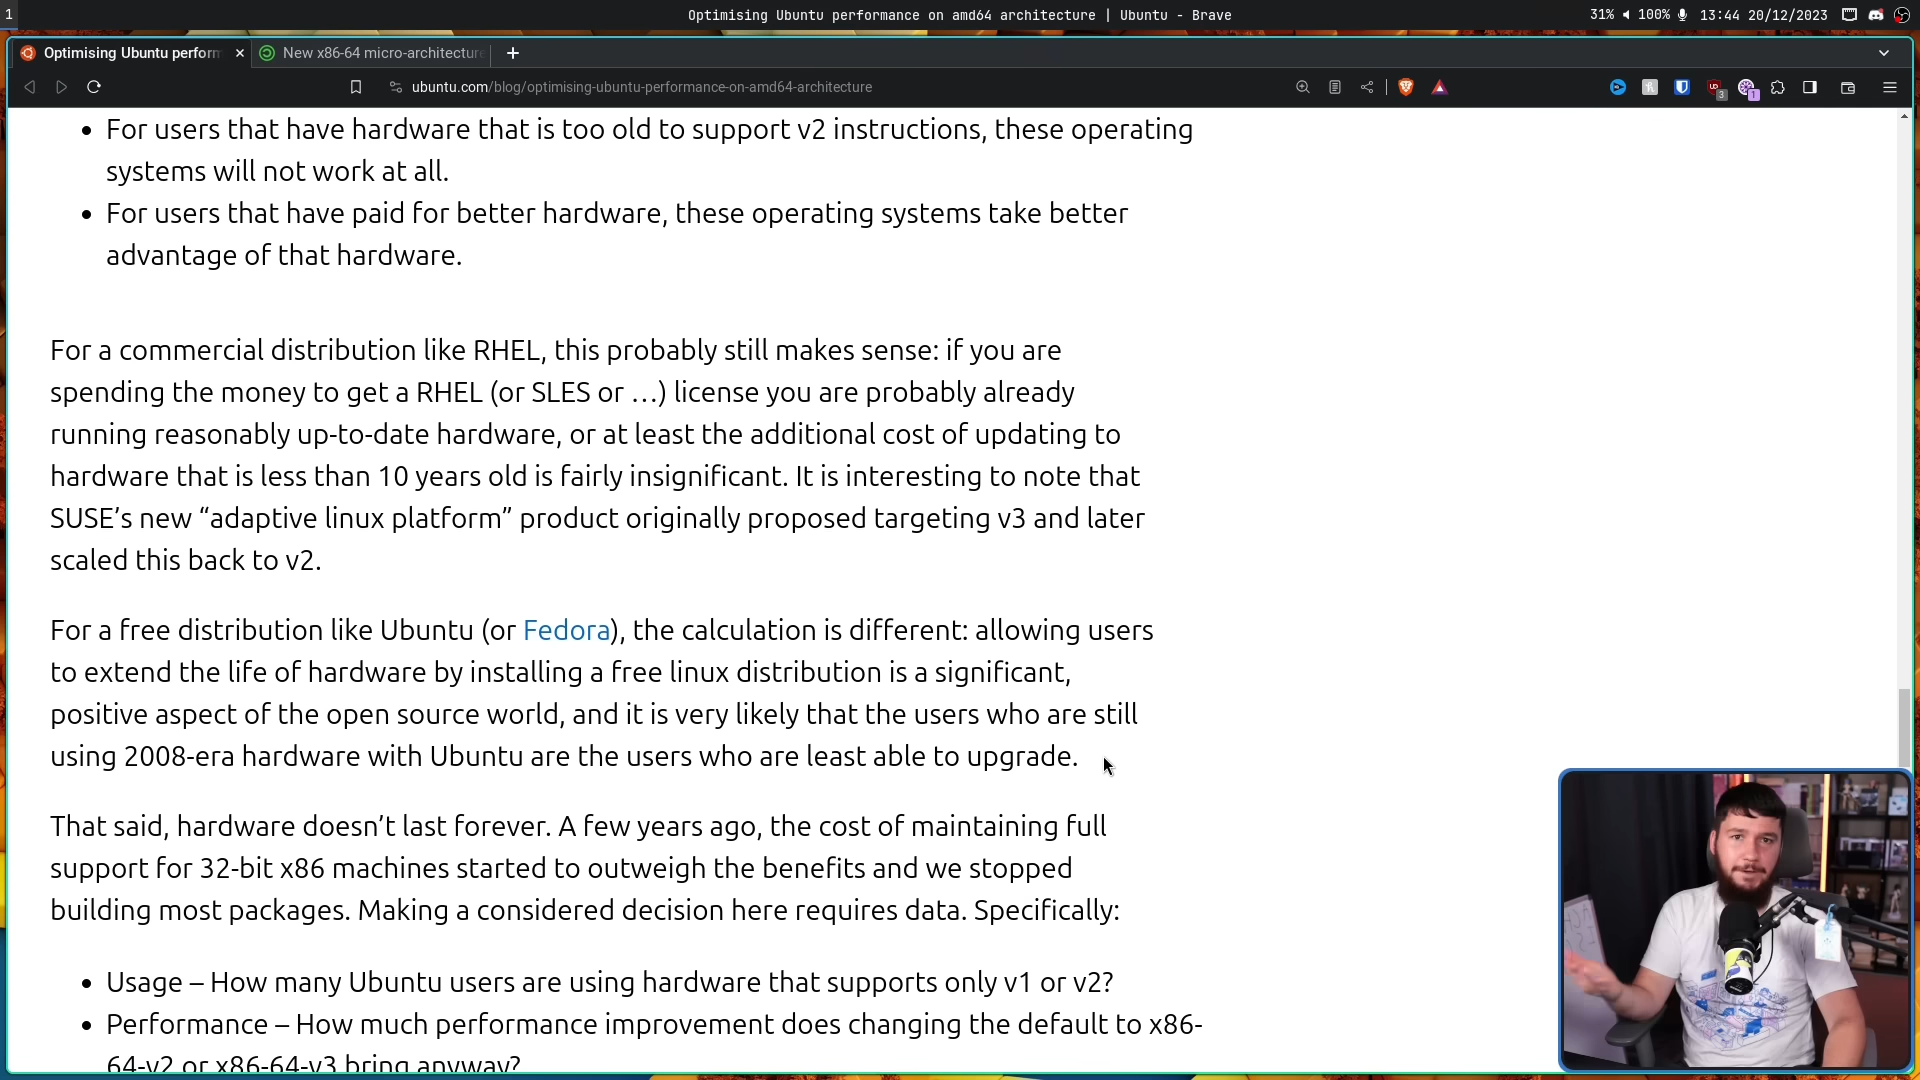 1
Optimising Ubuntu performance on amd64 architecture | Ubuntu - Brave
31% 100% 13:44 20/12/2023
Optimising Ubuntu perforn
New x86-64 micro-architecture
ubuntu.com/blog/optimising-ubuntu-performance-on-amd64-architecture
3
1
• For users that have hardware that is too old to support v2 instructions, these operating
systems will not work at all.
• For users that have paid for better hardware, these operating systems take better
advantage of that hardware.
For a commercial distribution like RHEL, this probably still makes sense: if you are
spending the money to get a RHEL (or SLES or …) license you are probably already
running reasonably up-to-date hardware, or at least the additional cost of updating to
hardware that is less than 10 years old is fairly insignificant. It is interesting to note that
SUSE’s new “adaptive linux platform” product originally proposed targeting v3 and later
scaled this back to v2.
For a free distribution like Ubuntu (or Fedora), the calculation is different: allowing users
to extend the life of hardware by installing a free linux distribution is a significant,
positive aspect of the open source world, and it is very likely that the users who are still
using 2008-era hardware with Ubuntu are the users who are least able to upgrade.
That said, hardware doesn’t last forever. A few years ago, the cost of maintaining full
support for 32-bit x86 machines started to outweigh the benefits and we stopped
building most packages. Making a considered decision here requires data. Specifically:
• Usage – How many Ubuntu users are using hardware that supports only v1 or v2?
• Performance – How much performance improvement does changing the default to x86-
64-v2 or x86-64-v3 bring anyway?